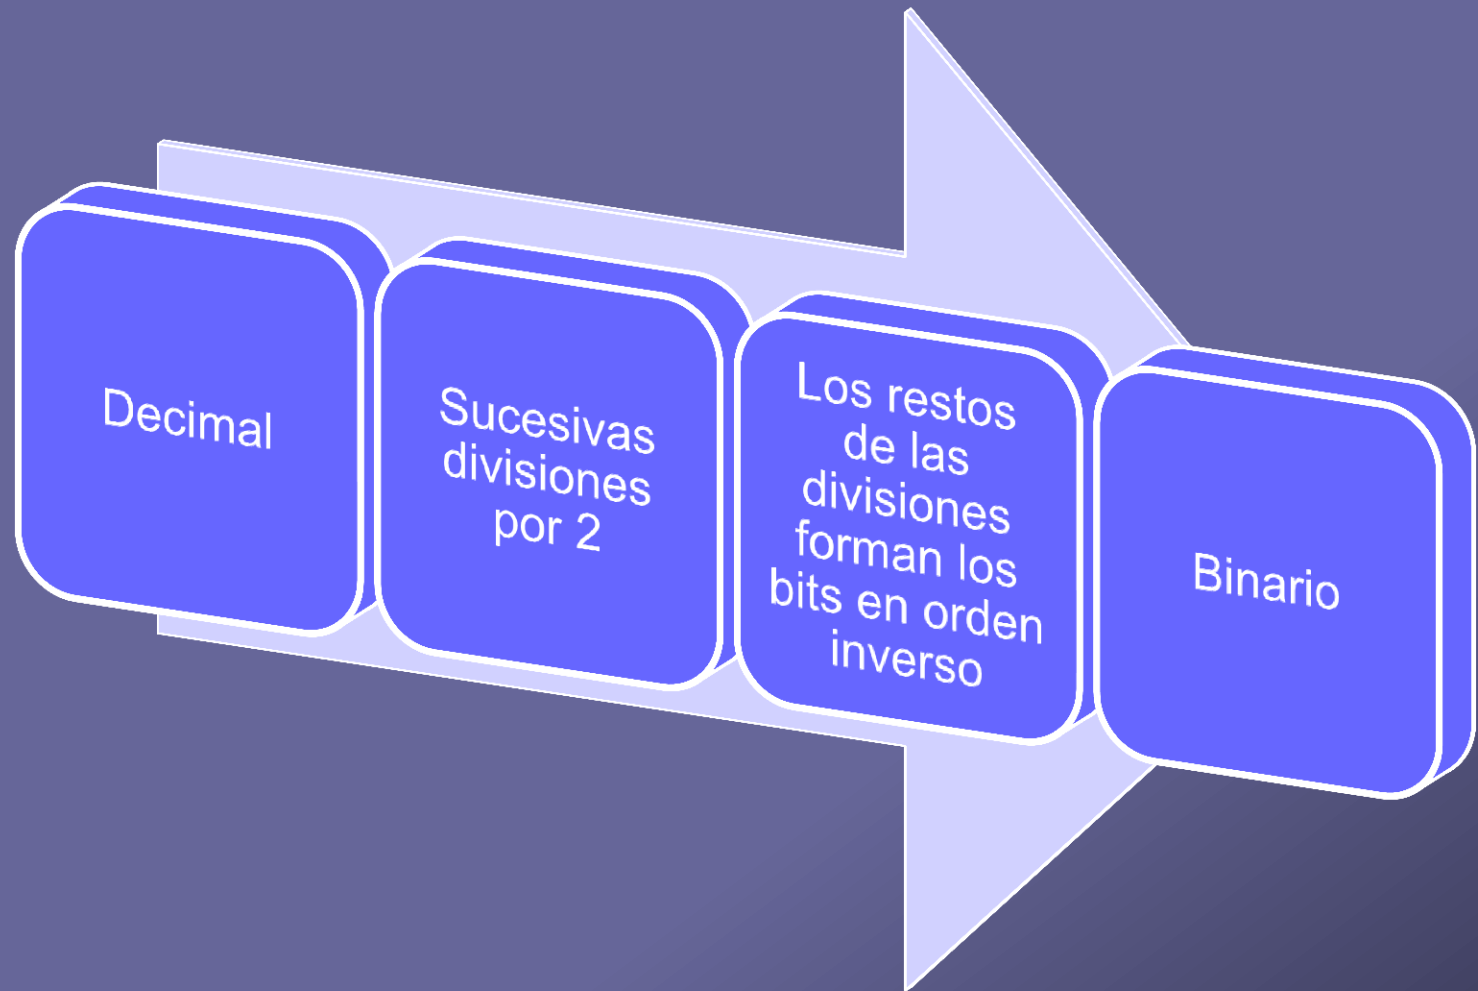 Decimal
Sucesivas
divisiones
por 2
Los restos
de las
divisiones
forman los
bits en orden
inverso
Binario